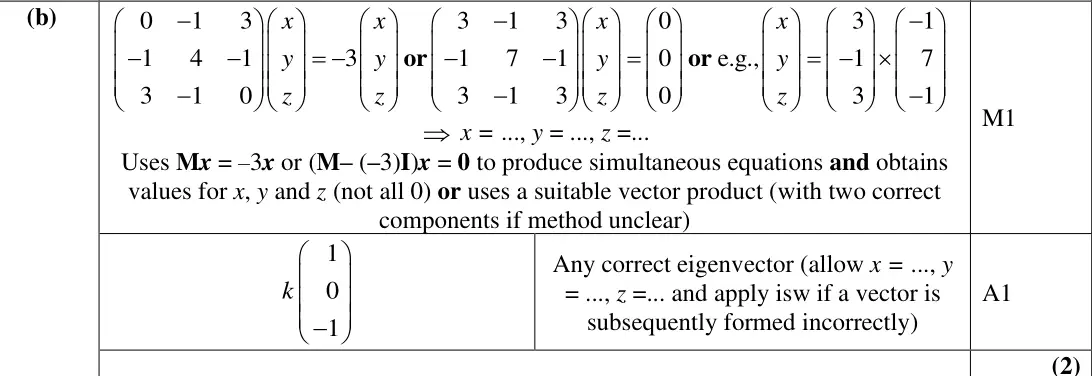 (b)
0 −1 3 x x 3 −1 3 x 0 x 3 −1
−1 4 −1 y = −3 y or −1 7 −1 y = 0 or e.g., y = −1 × 7
3 −1 0 z z 3 −1 3 z 0 z 3 −1
M1
⇒ x = ..., y = ..., z =...
Uses Mx = –3x or (M– (–3)I)x = 0 to produce simultaneous equations and obtains
values for x, y and z (not all 0) or uses a suitable vector product (with two correct
components if method unclear)
1
k 0
−1
Any correct eigenvector (allow x = ..., y
= ..., z =... and apply isw if a vector is
subsequently formed incorrectly)
A1
(2)